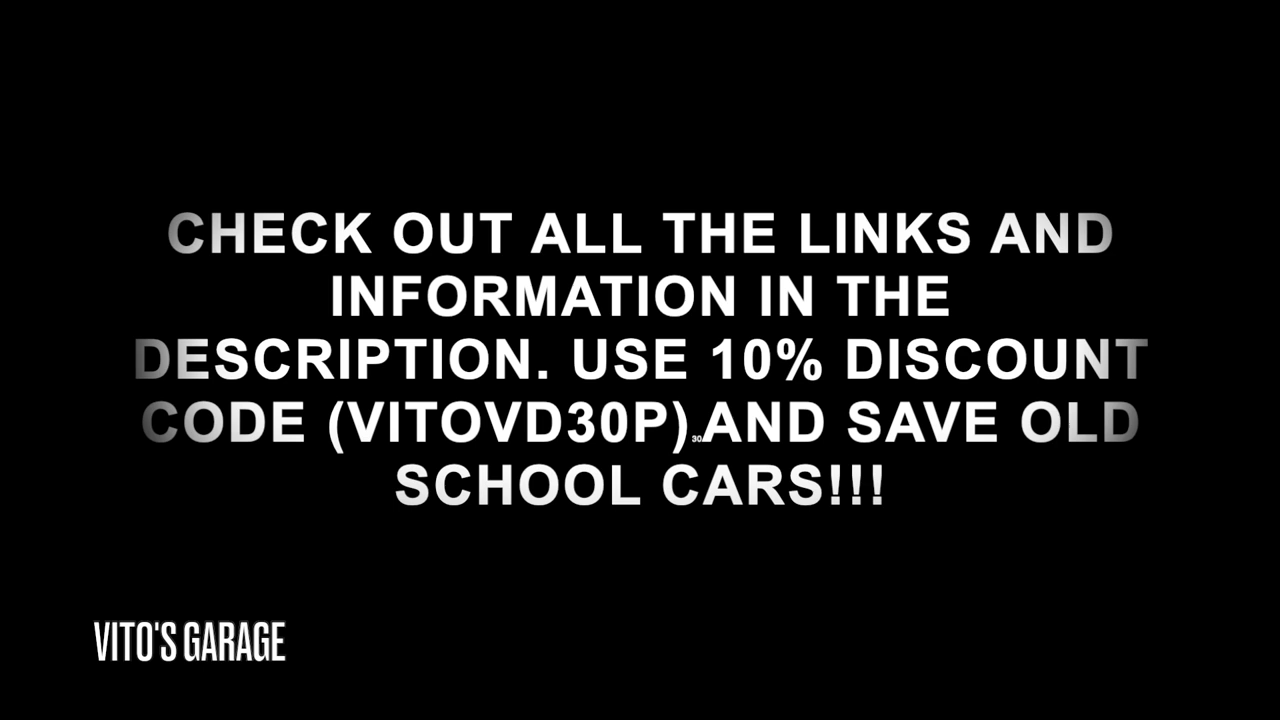 CHECK OUT ALL THE LINKS AND
INFORMATION IN THE
DESCRIPTION. USE 10% DISCOUNT
CODE (VITOVD30P).30AND SAVE OLD
SCHOOL CARS!!!
VITO'S GARAGE